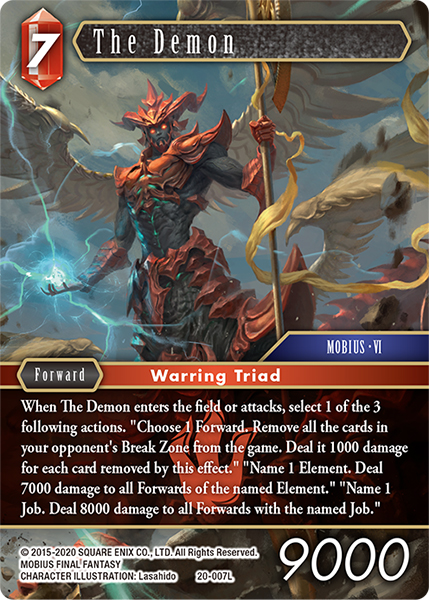 7
The Demon
MOBIUS · VI
Forward
Warring Triad
When The Demon enters the field or attacks, select 1 of the 3
following actions. "Choose 1 Forward. Remove all the cards in
your opponent's Break Zone from the game. Deal it 1000 damage
for each card removed by this effect." "Name 1 Element. Deal
7000 damage to all Forwards of the named Element." "Name 1
Job. Deal 8000 damage to all Forwards with the named Job."
© 2015-2020 SQUARE ENIX CO., LTD. All Rights Reserved.
MOBIUS FINAL FANTASY
CHARACTER ILLUSTRATION: Lasahido
20-007L
9000